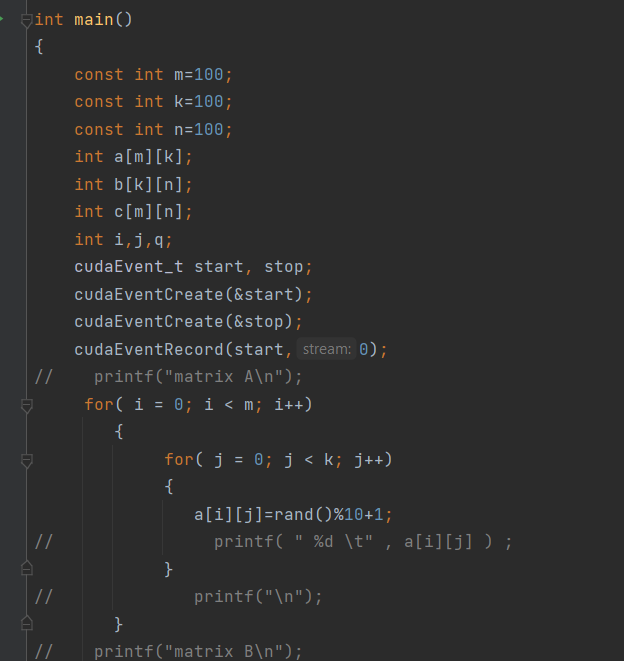 int main()
{
const int m=100;
const int k=100;
const int n=100;
int a[m][k];
int b[k][n];
int c[m][n];
int i,j,q;
cudaEvent_t start, stop;
cudaEventCreate(&start);
cudaEventCreate(&stop);
cudaEventRecord(start, stream: 0);
//    printf("matrix A\n");
for( i = 0; i < m; i++)
{
for( j = 0; j < k; j++)
{
a[i][j]=rand()%10+1;
//                printf( " %d \t" , a[i][j] ) ;
}
//              printf("\n");
}
//    printf("matrix B\n");